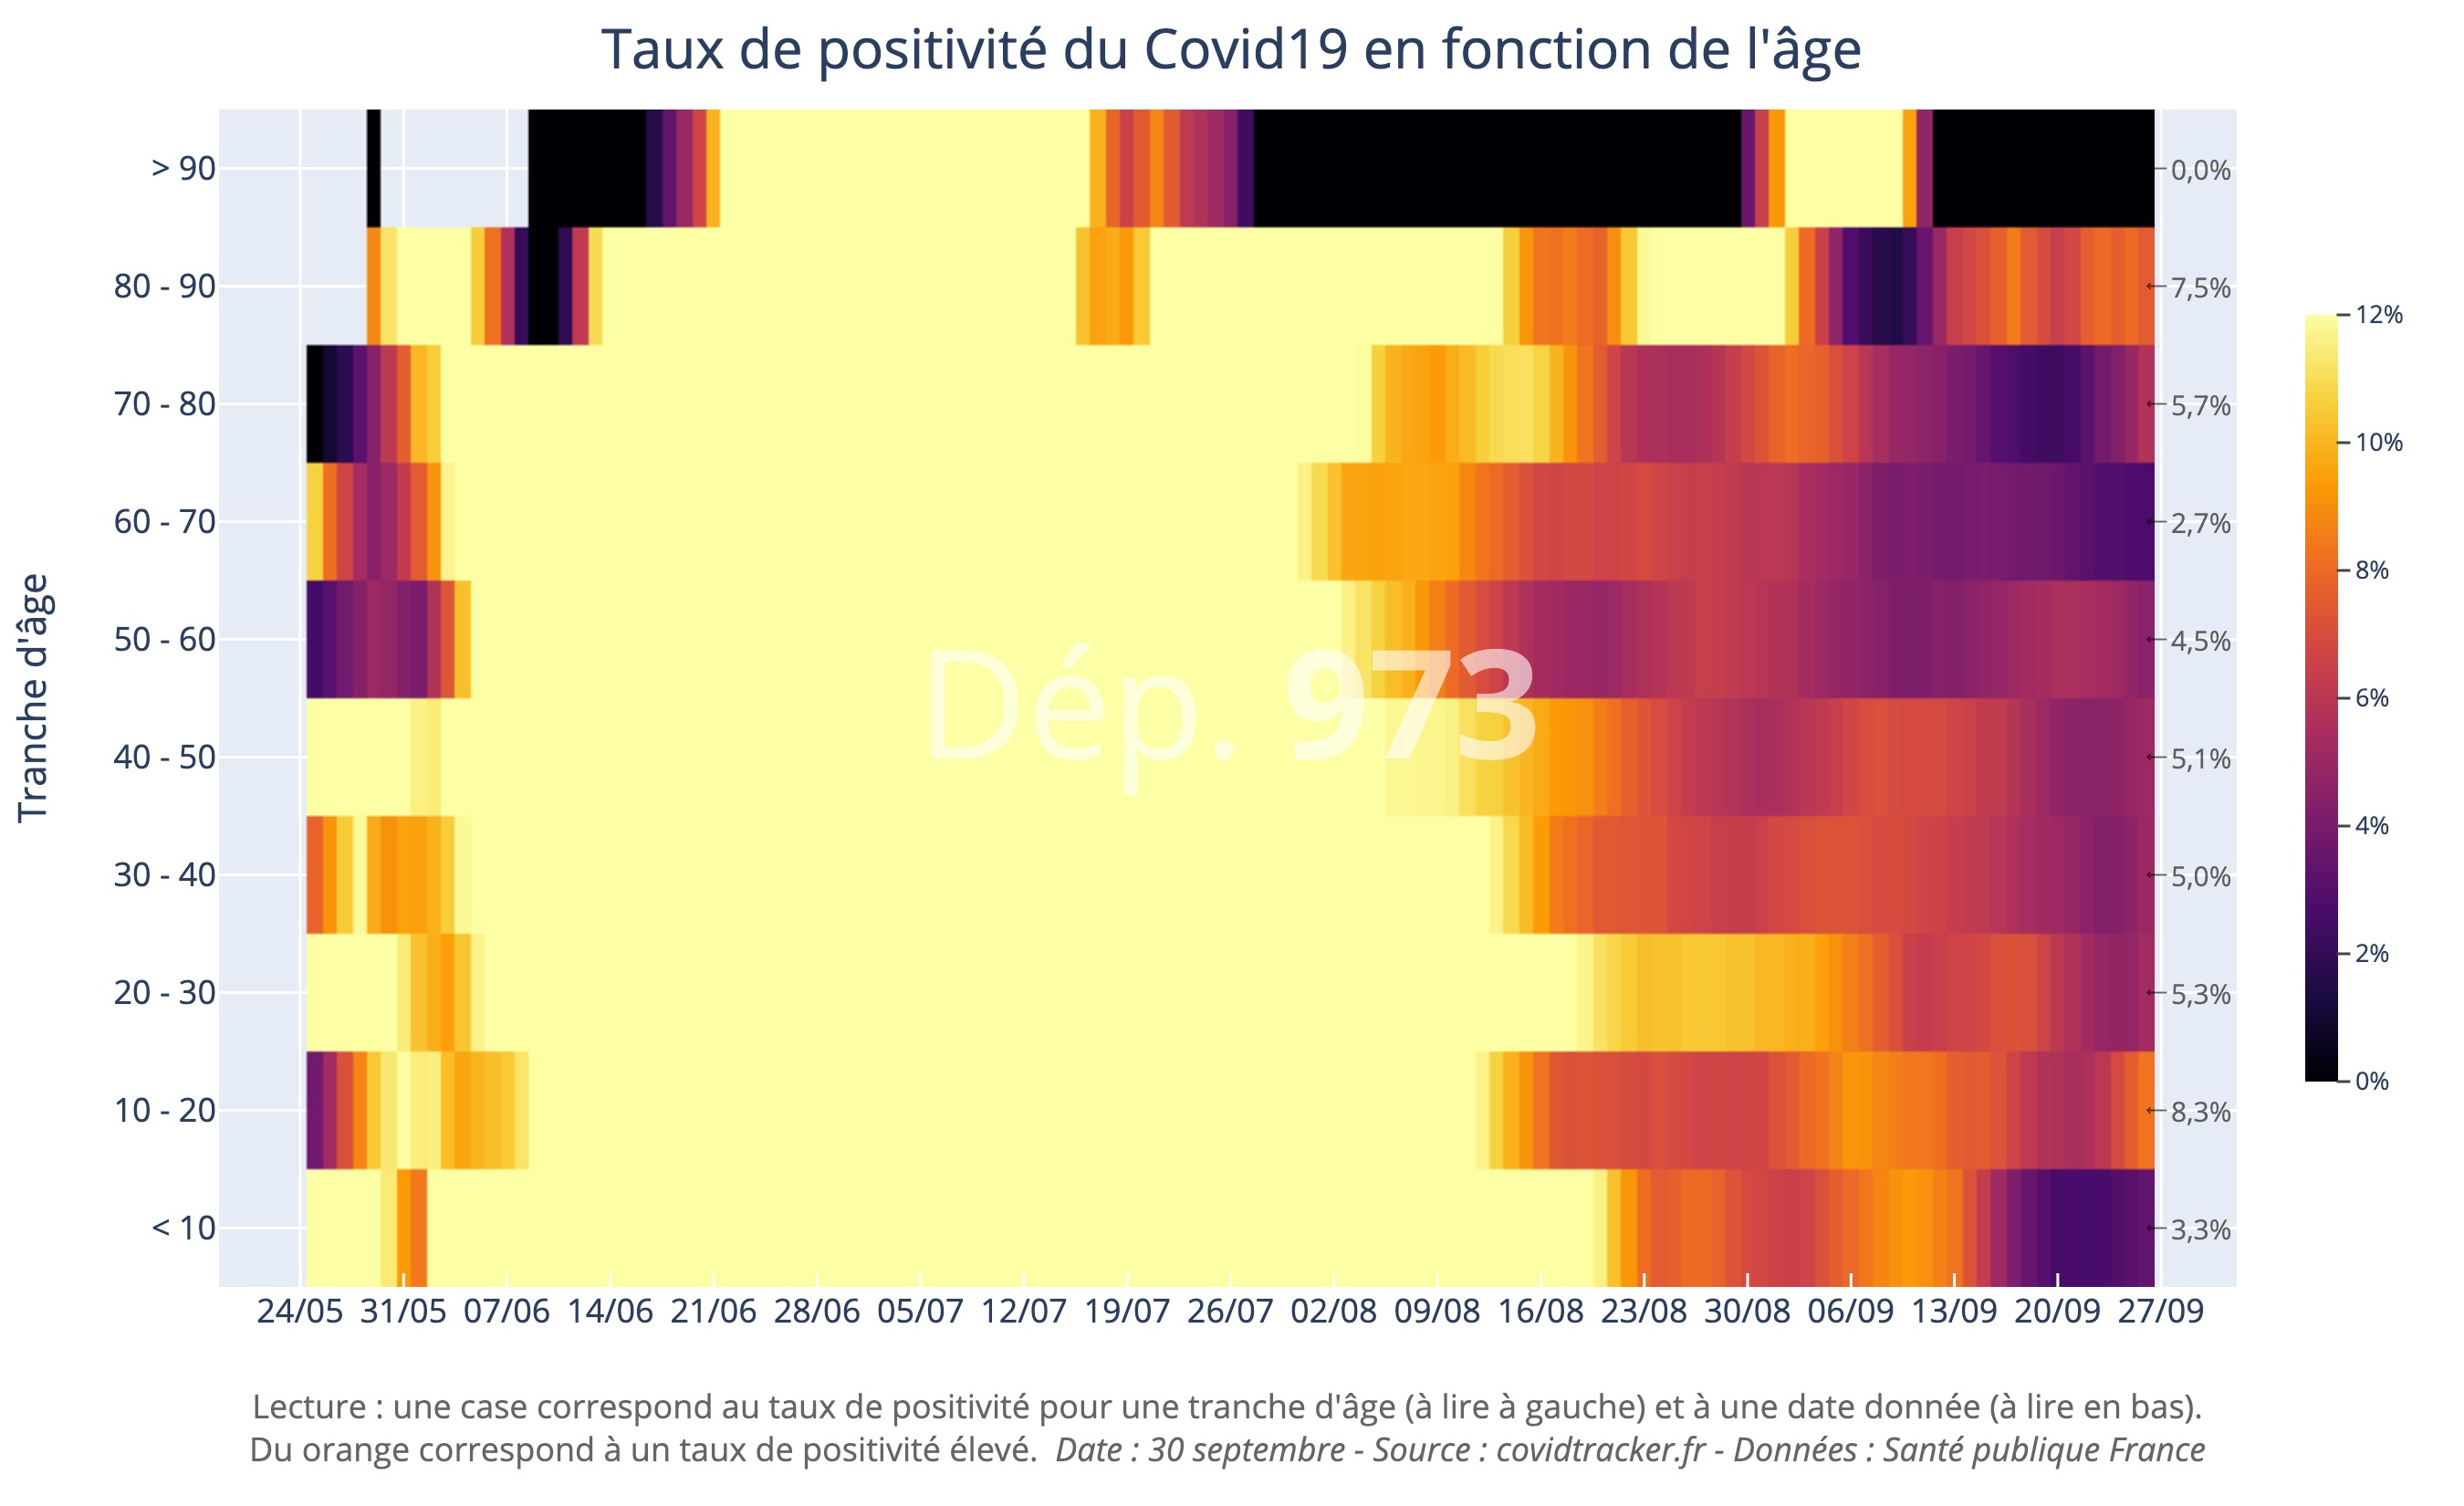 Taux de positivité du Covid19 en fonction de l'âge
Tranche d'âge
> 90
80 - 90
70 - 80
60 - 70
50 - 60
40 - 50
30 - 40
20 - 30
10 - 20
< 10
Dép. 973
0,0%
7,5%
5,7%
2,7%
4,5%
5,1%
5,0%
5,3%
8,3%
3,3%
12%
10%
8%
6%
4%
2%
0%
24/05 31/05 07/06 14/06 21/06 28/06 05/07 12/07 19/07 26/07 02/08 09/08 16/08 23/08 30/08 06/09 13/09 20/09 27/09
Lecture : une case correspond au taux de positivité pour une tranche d'âge (à lire à gauche) et à une date donnée (à lire en bas).
Du orange correspond à un taux de positivité élevé. Date : 30 septembre - Source : covidtracker.fr - Données : Santé publique France